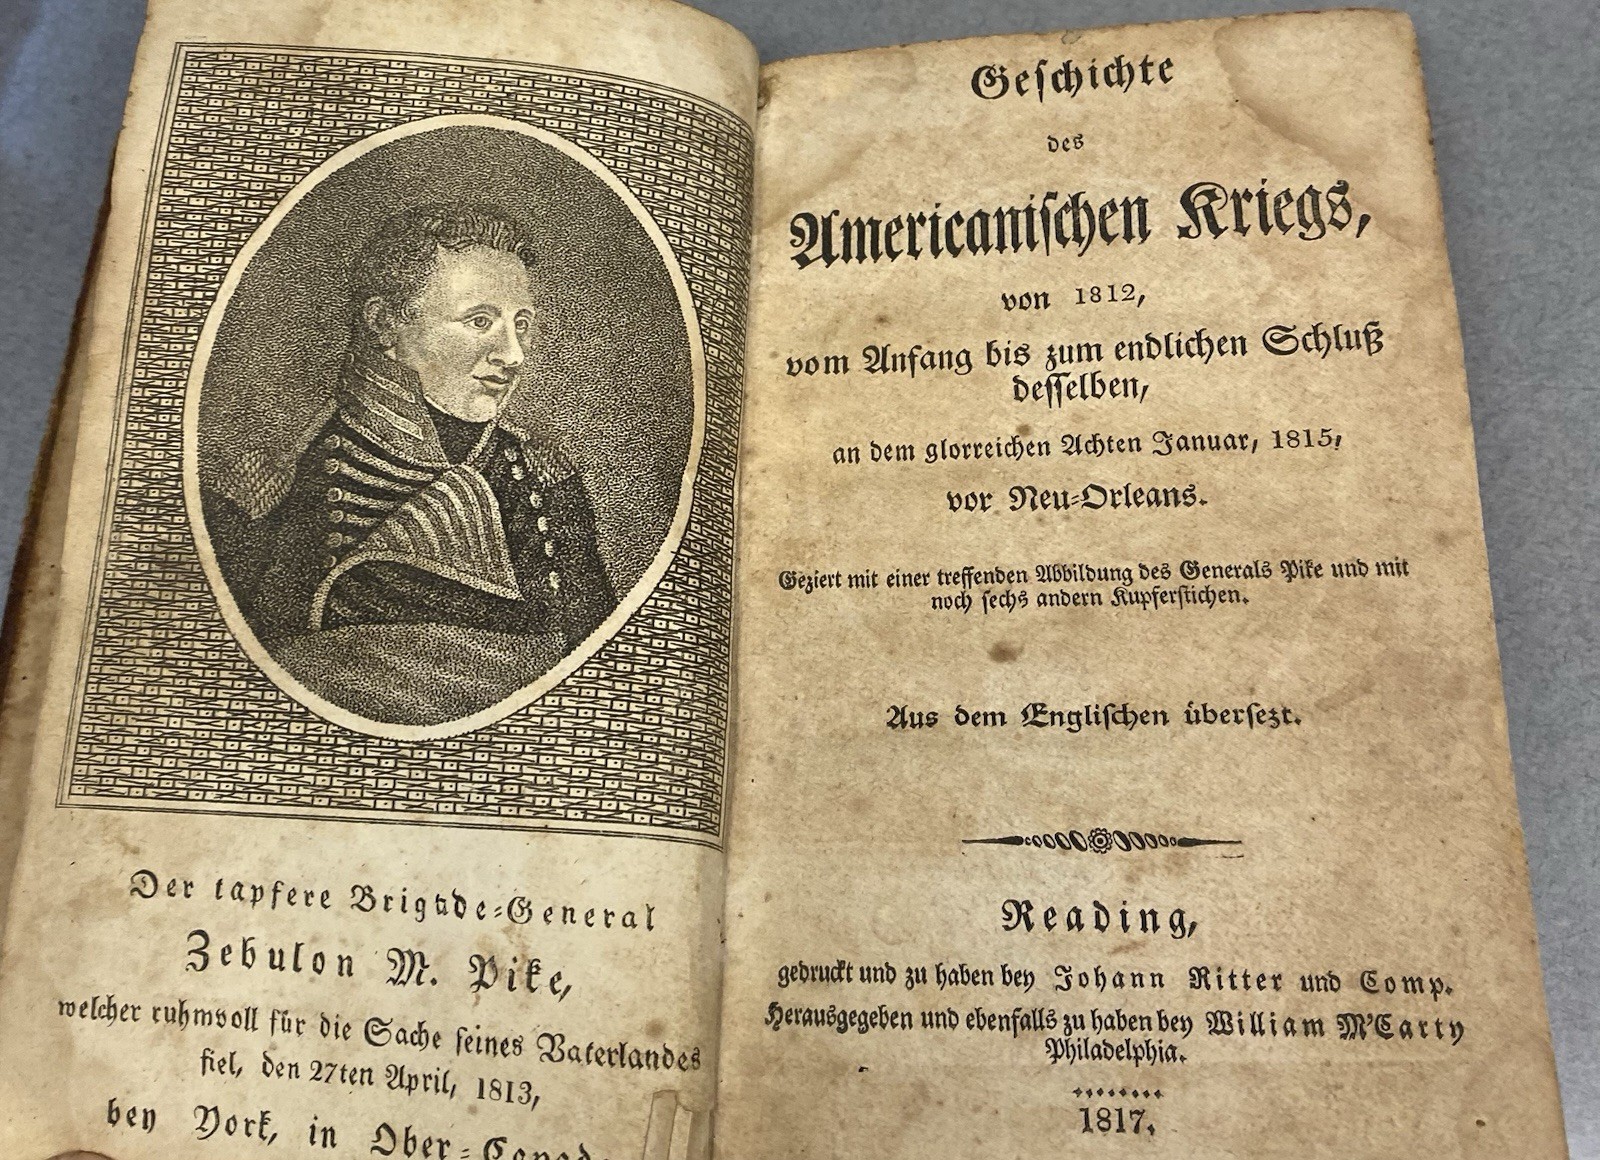 Der tapfere Brigade-General
Zebulon M. Pike,
welcher ruhmvoll für die Sache seines Vaterlandes
fiel, den 27ten April, 1813,
bey York, in Ober-Canada
Geschichte
des
Americanischen Kriegs,
von 1812,
vom Anfang bis zum endlichen Schluß
desselben,
an dem glorreichen Achten Januar, 1815,
vor Neu-Orleans.
Geziert mit einer treffenden Abbildung des Generals Pike und mit
noch sechs andern Kupferstichen.
Aus dem Englischen übersezt.
Reading,
gedruckt und zu haben bey Johann Ritter und Comp.
Herausgegeben und ebenfalls zu haben bey William M'Carty
Philadelphia.
1817.